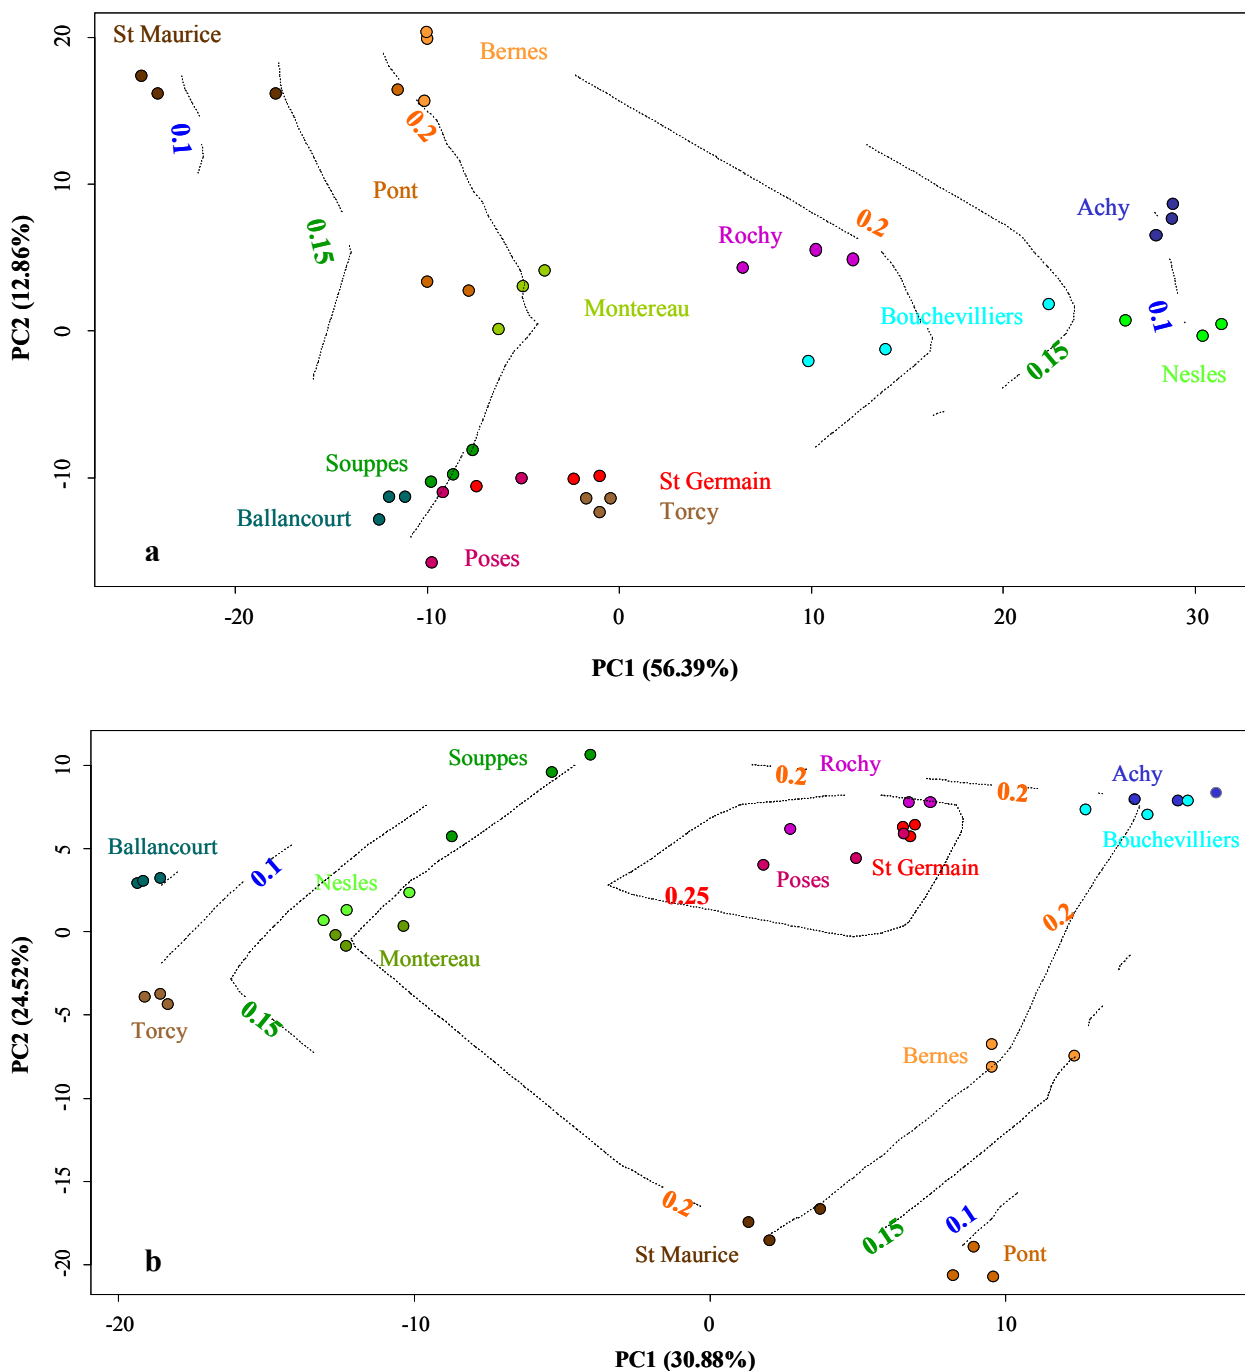 St Maurice
Bernes
20
0.1
0.2
10
Pont
Achy
0.15
Rochy
0.2
Montereau
Bouchevilliers
0.1
0
0.15
Nesles
PC2 (12.86%)
Souppes
-10
St Germain
Ballancourt
Torcy
a
Poses
-20 -10 0 10 20 30
PC1 (56.39%)
10
Souppes
0.2
Rochy
Achy
0.2
5
Ballancourt
Bouchevilliers
0.1
Nesles
Poses
St Germain
0.25
0.2
0
Montereau
-5
Torcy
0.15
PC2 (24.52%)
Bernes
-10
-15
0.2
0.1
0.15
St Maurice
Pont
b
-20
-20 -10 0 10
PC1 (30.88%)